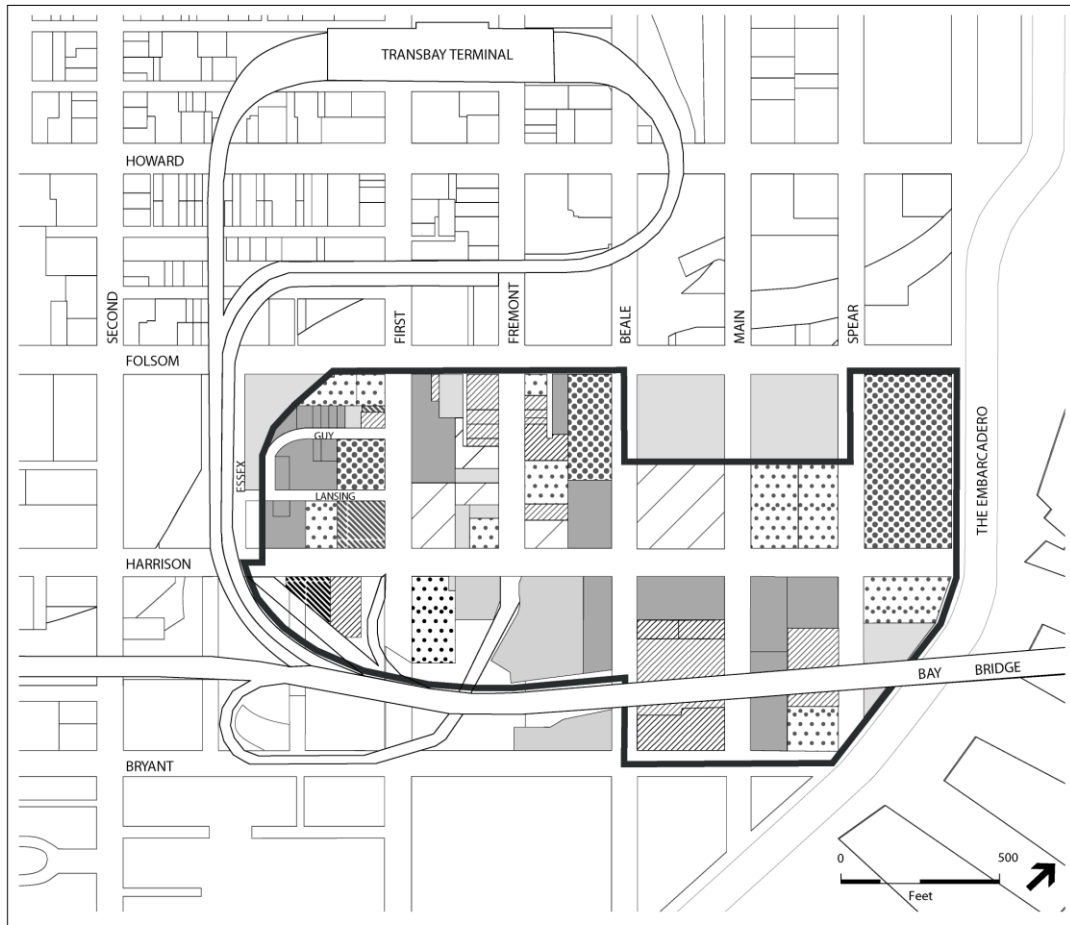 TRANSBAY TERMINAL
HOWARD
SECOND
FIRST
FREMONT
BEALE
MAIN
SPEAR
FOLSOM
GUY
ESSEX
LANSING
THE EMBARCADERO
HARRISON
BAY BRIDGE
BRYANT
0 500
Feet